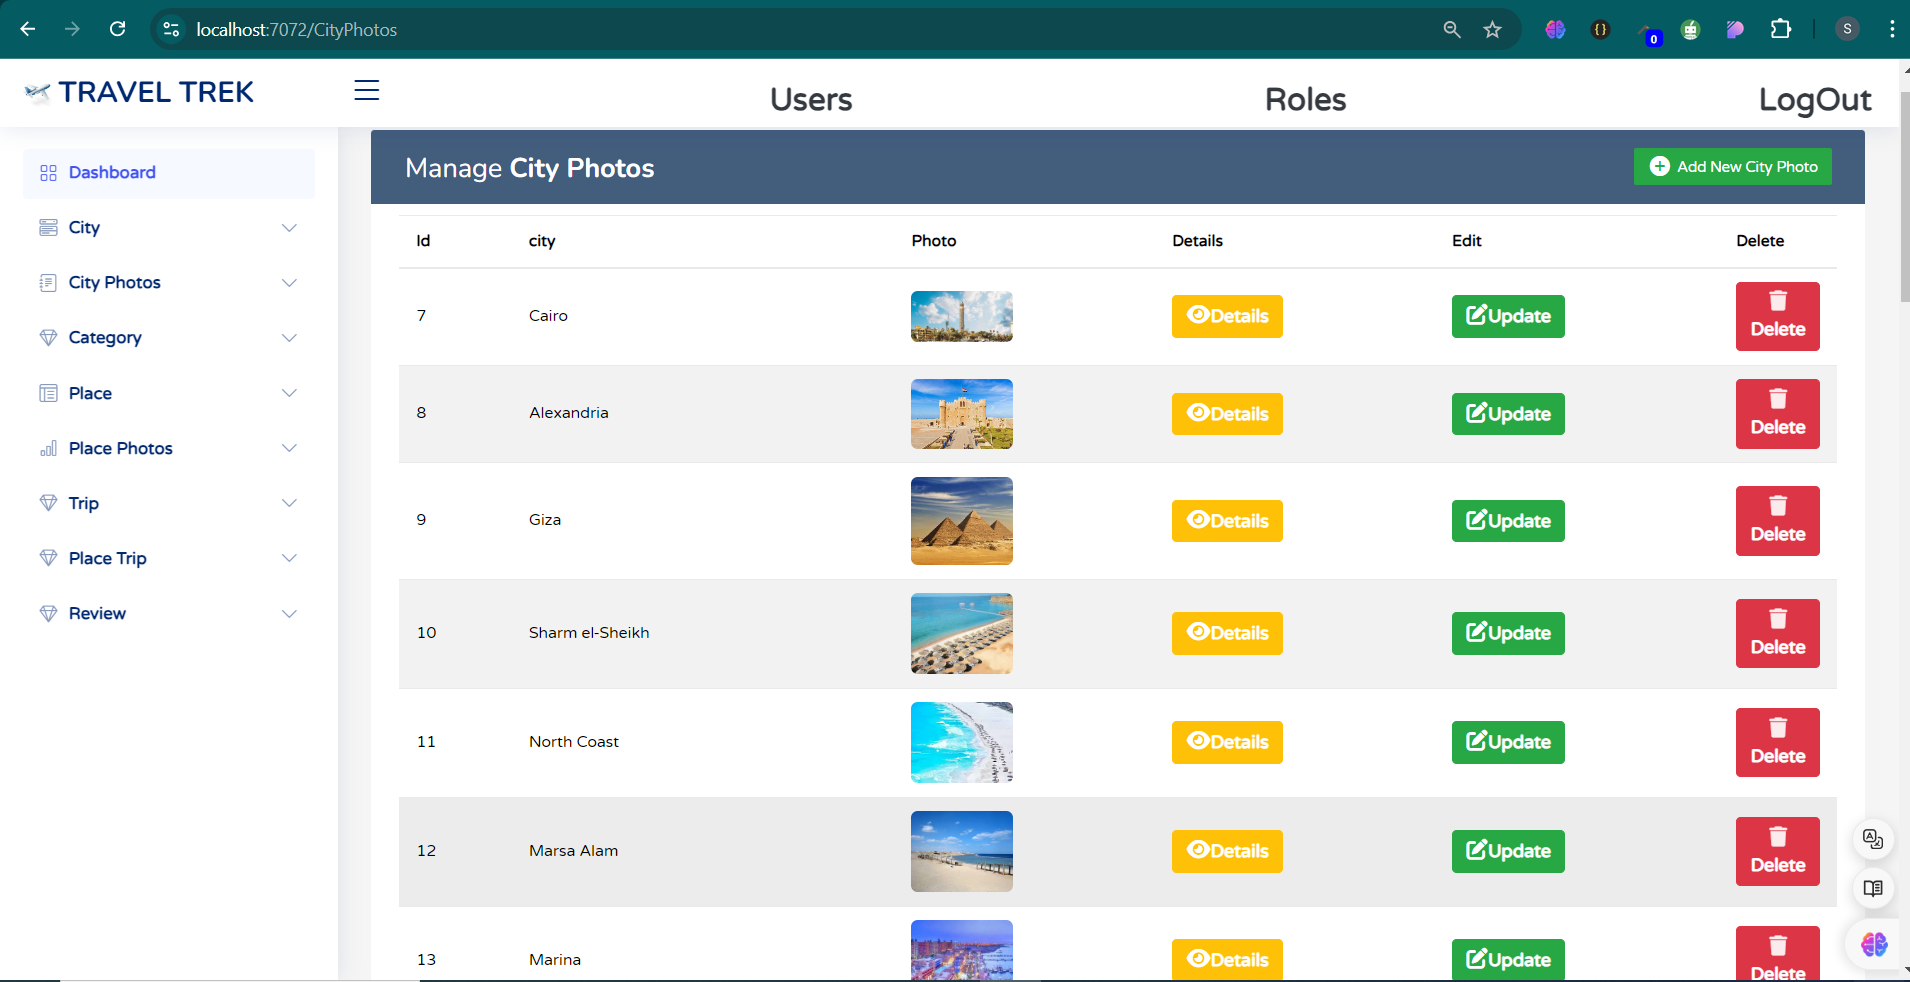 localhost:7072/CityPhotos
0
S
TRAVEL TREK
Users
Roles
LogOut
Dashboard
City
City Photos
Category
Place
Place Photos
Trip
Place Trip
Review
Manage City Photos
Add New City Photo
Id city Photo Details Edit Delete
7 Cairo Details Update Delete
8 Alexandria Details Update Delete
9 Giza Details Update Delete
10 Sharm el-Sheikh Details Update Delete
11 North Coast Details Update Delete
12 Marsa Alam Details Update Delete
13 Marina Details Update Delete